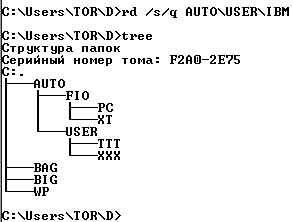 C:\Users\TOR\D>rd /s/q AUTO\USER\IBM
C:\Users\TOR\D>tree
Структура папок
Серийный номер тома: F2A0-2E75
C:.
├───AUTO
│   ├───FIO
│   │   ├───PC
│   │   └───XT
│   └───USER
│       ├───TTT
│       └───XXX
├───BAG
├───BIG
└───WP
C:\Users\TOR\D>